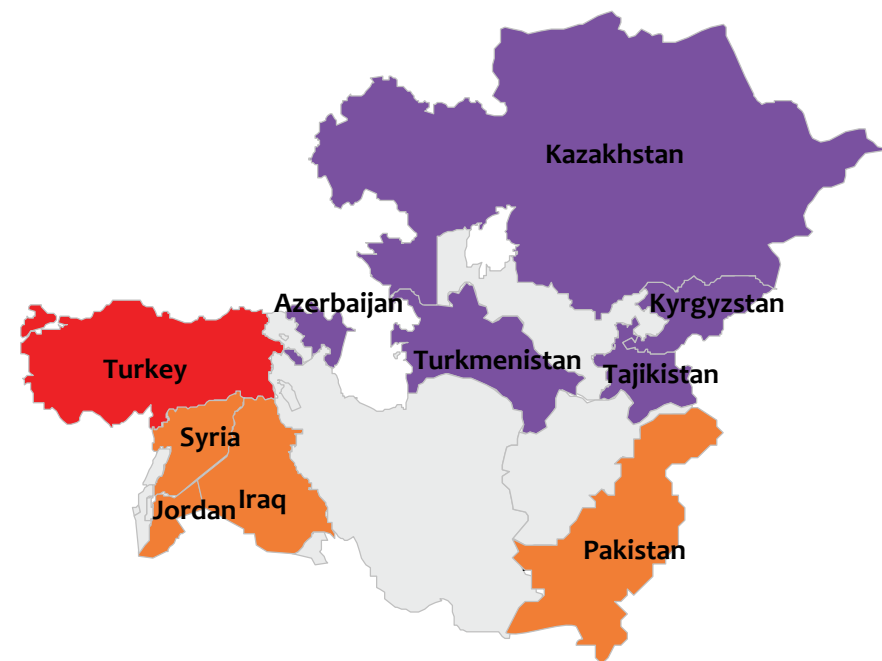 Kazakhstan
Azerbaijan
Kyrgyzstan
Turkey
Turkmenistan
Tajikistan
Syria
Iraq
Jordan
Pakistan